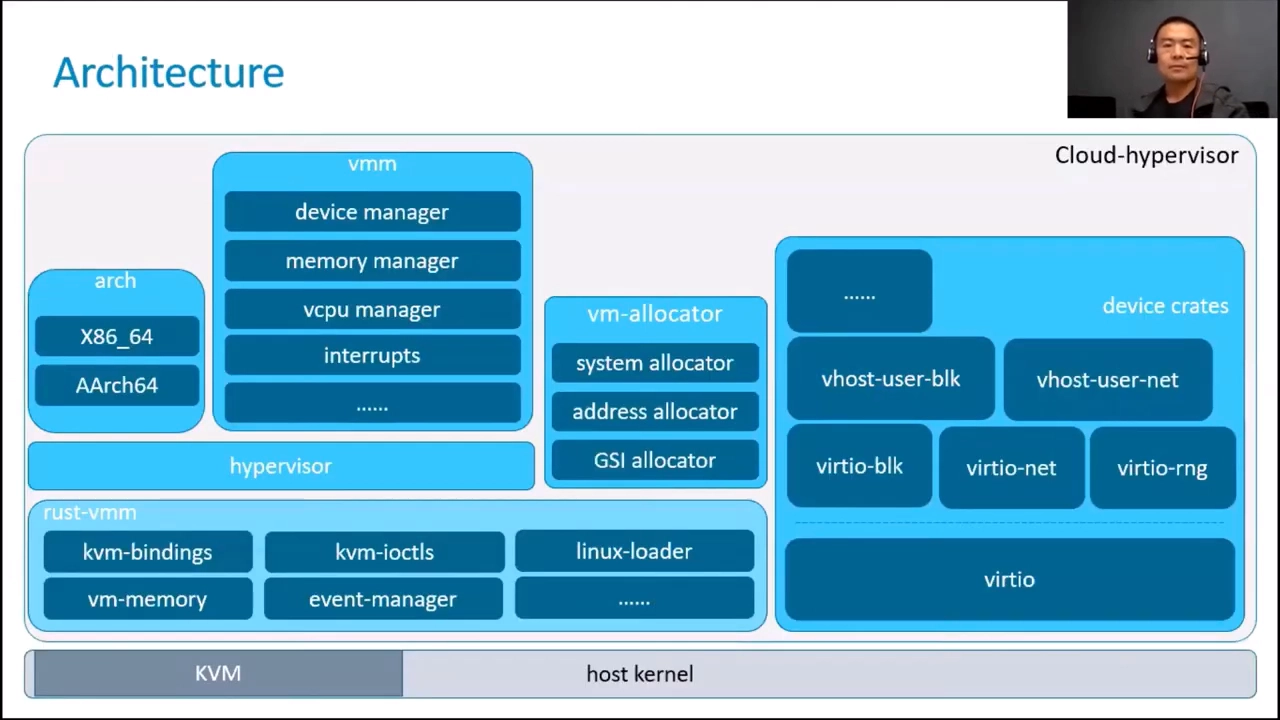 Architecture
Cloud-hypervisor
vmm
device manager
memory manager
vcpu manager
interrupts
......
arch
X86_64
AArch64
hypervisor
vm-allocator
system allocator
address allocator
GSI allocator
rust-vmm
kvm-bindings
kvm-ioctls
linux-loader
vm-memory
event-manager
......
device crates
......
vhost-user-blk
vhost-user-net
virtio-blk
virtio-net
virtio-rng
virtio
KVM
host kernel